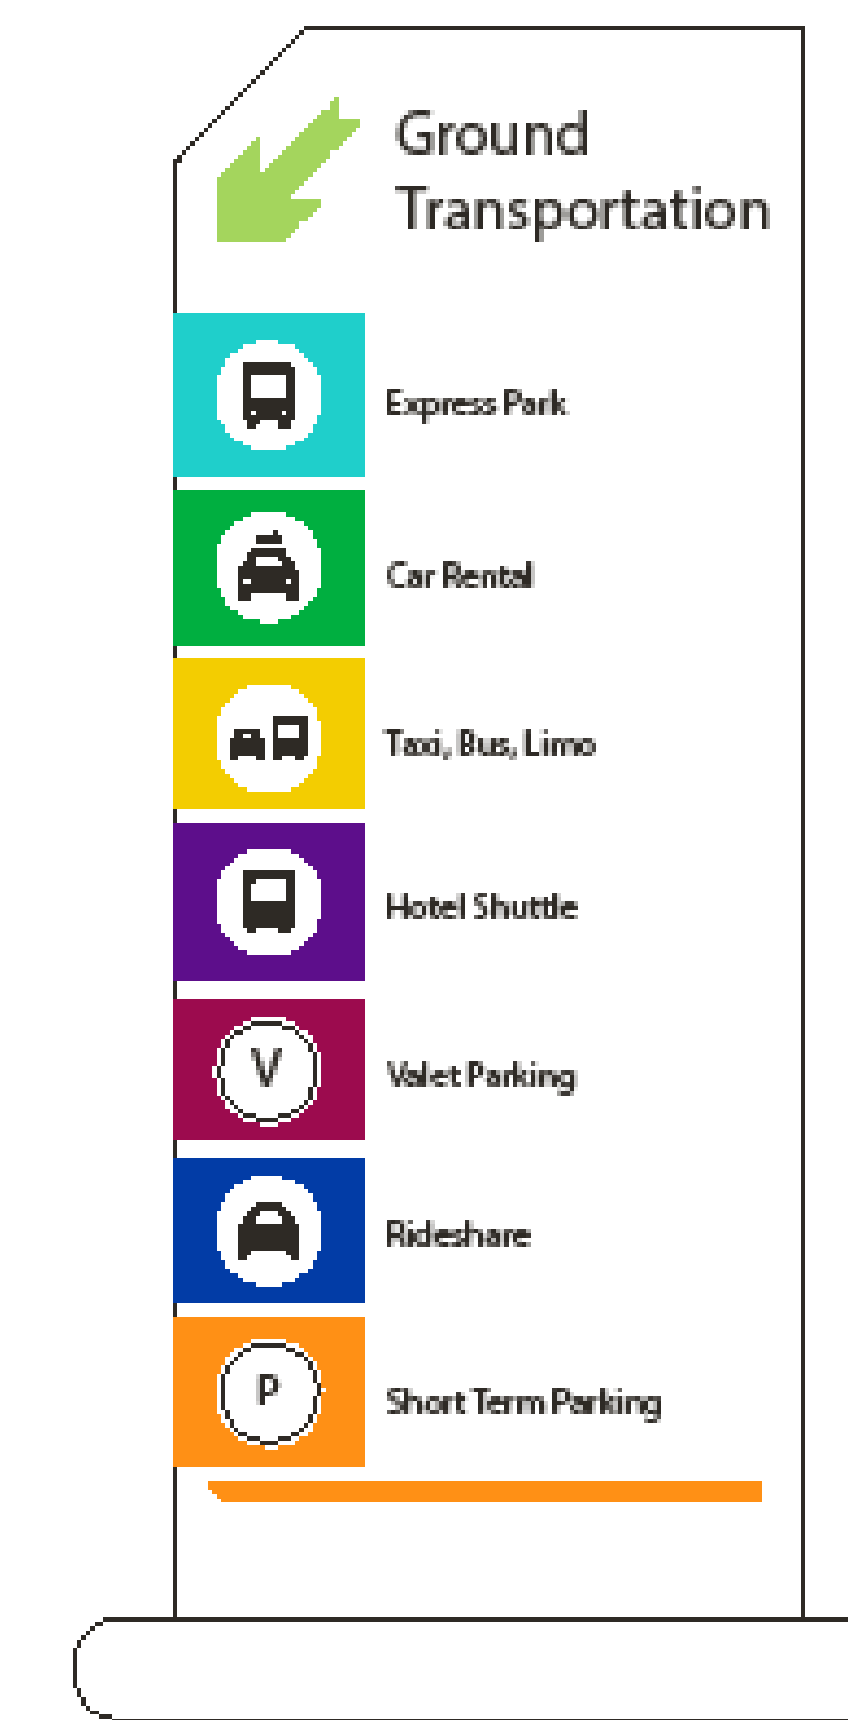 Ground
Transportation
Express Park
Car Rental
Taxi, Bus, Limo
Hotel Shuttle
V
Valet Parking
Rideshare
P
Short Term Parking